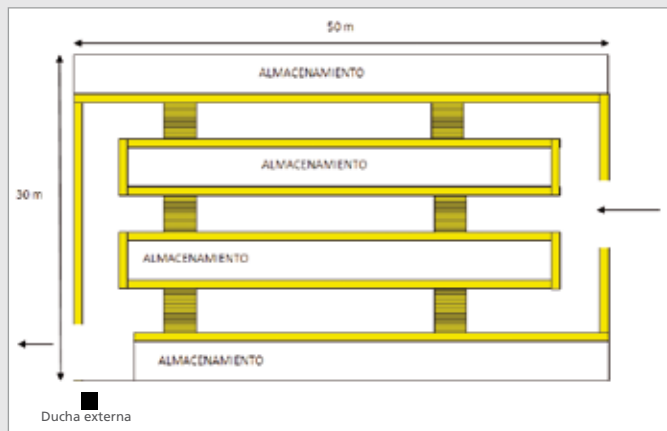 50 m
ALMACENAMIENTO
ALMACENAMIENTO
30 m
ALMACENAMIENTO
ALMACENAMIENTO
Ducha externa